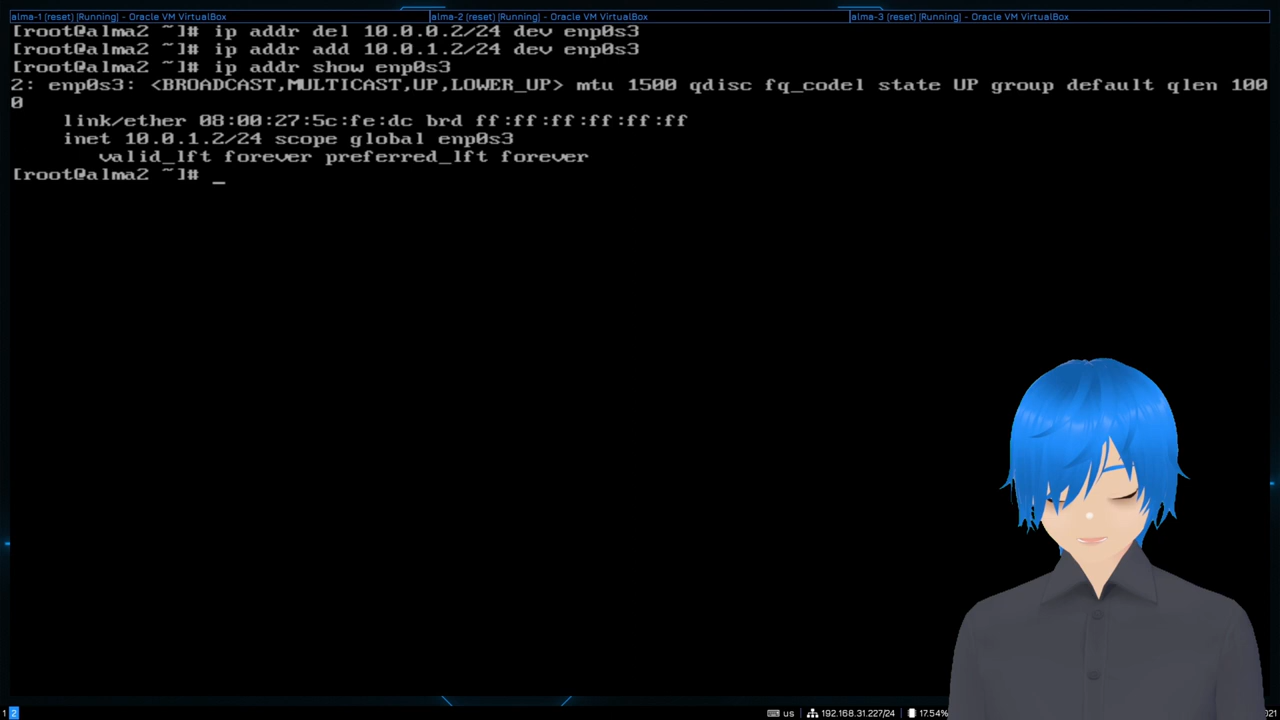 alma-1 (reset) [Running] - Oracle VM VirtualBox
alma-2 (reset) [Running] - Oracle VM VirtualBox
alma-3 (reset) [Running] - Oracle VM VirtualBox
[root@alma2 ~]# ip addr del 10.0.0.2/24 dev enp0s3
[root@alma2 ~]# ip addr add 10.0.1.2/24 dev enp0s3
[root@alma2 ~]# ip addr show enp0s3
2: enp0s3: <BROADCAST,MULTICAST,UP,LOWER_UP> mtu 1500 qdisc fq_codel state UP group default qlen 100
0
link/ether 08:00:27:5c:fe:dc brd ff:ff:ff:ff:ff:ff
inet 10.0.1.2/24 scope global enp0s3
valid_lft forever preferred_lft forever
[root@alma2 ~]# _
1 2 us 192.168.31.227/24 17.54% 021